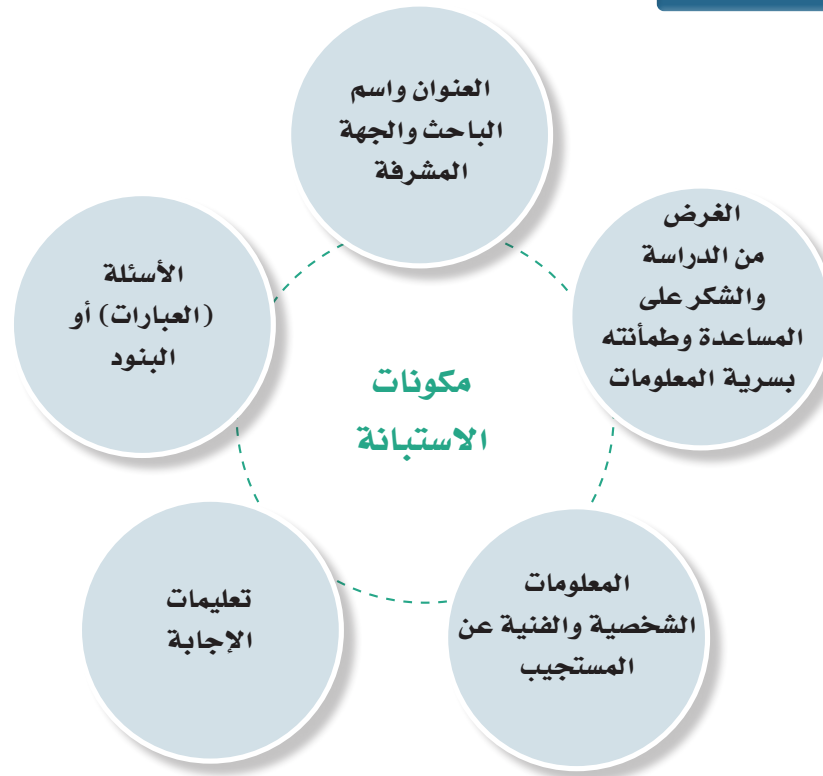 مكونات
الاستبانة
العنوان واسم
الباحث والجهة
المشرفة
الغرض
من الدراسة
والشكر على
المساعدة وطمأنته
بسرية المعلومات
المعلومات
الشخصية والفنية عن
المستجيب
تعليمات
الإجابة
الأسئلة
(العبارات) أو
البنود